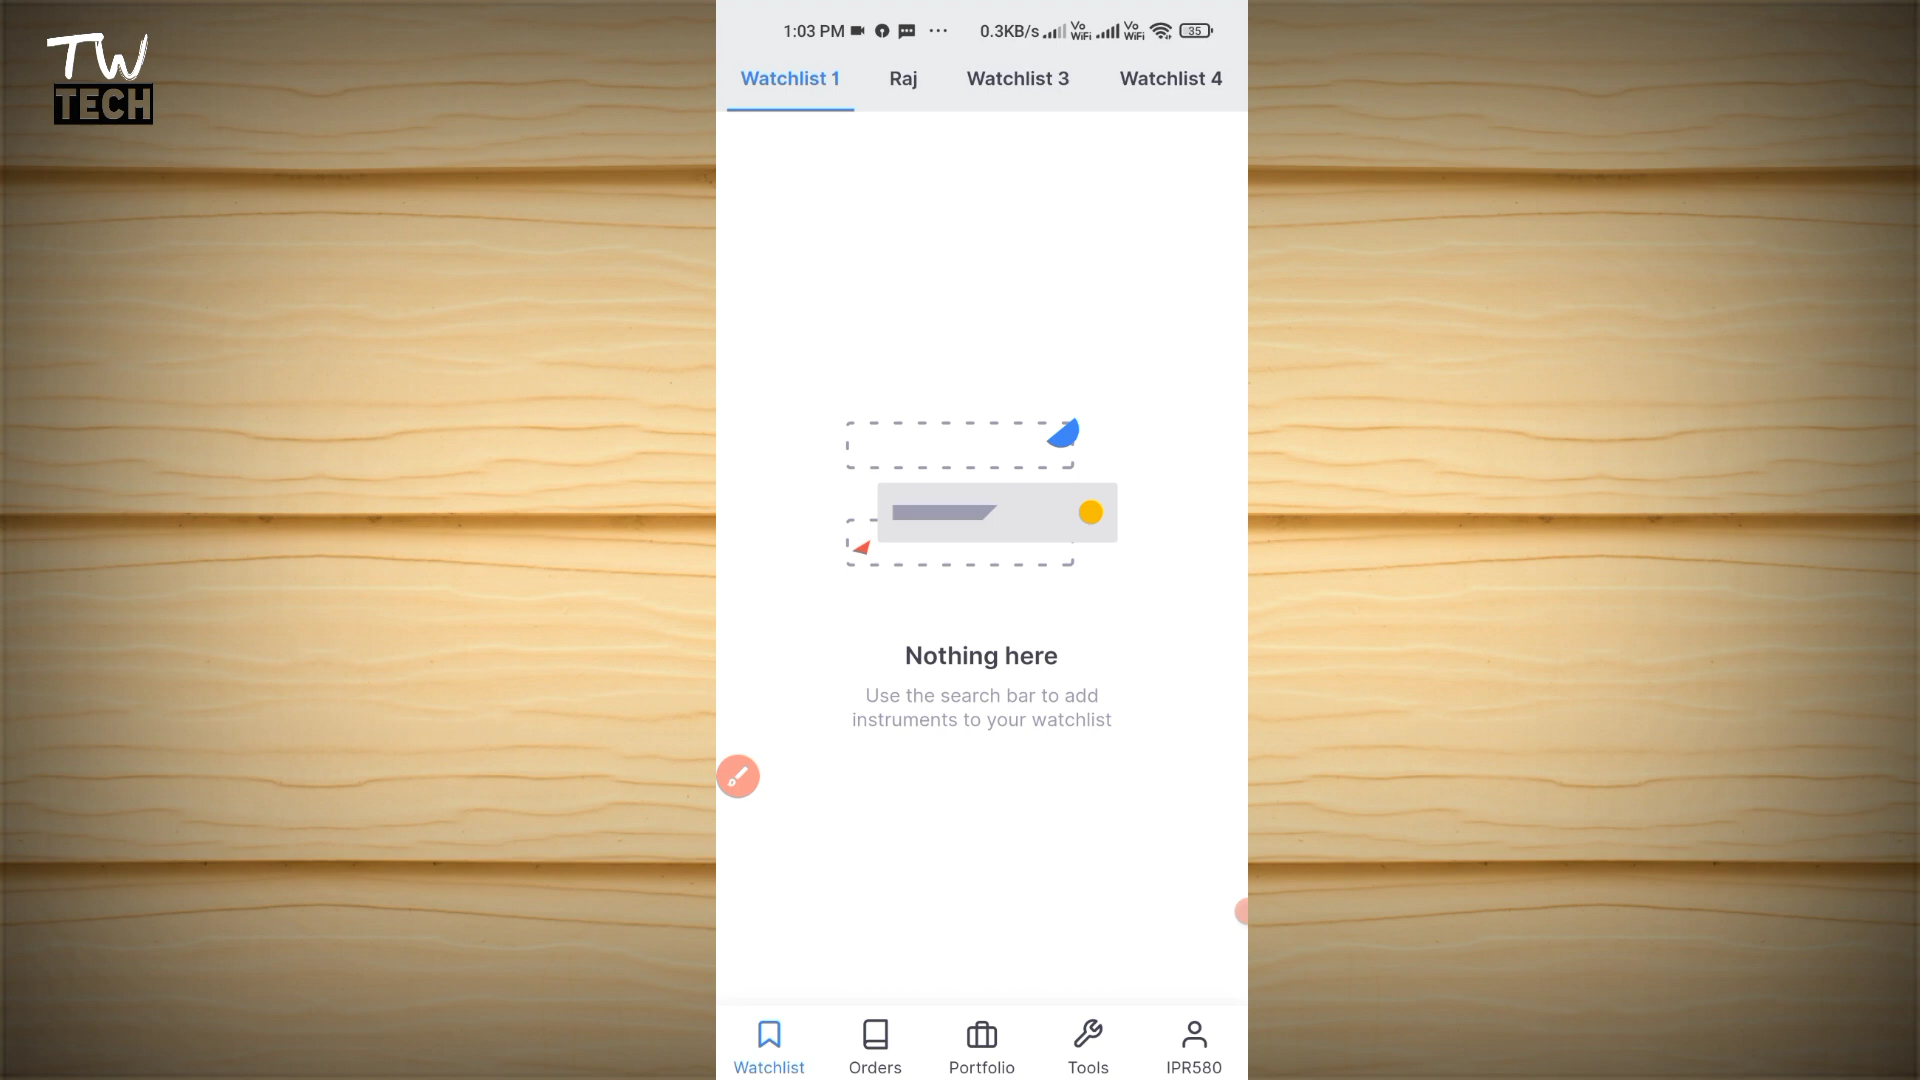 TW
TECH
1:03 PM ... 0.3KB/s Vo WiFi Vo WiFi 35
Watchlist 1 Raj Watchlist 3 Watchlist 4
Nothing here
Use the search bar to add
instruments to your watchlist
Watchlist Orders Portfolio Tools IPR580